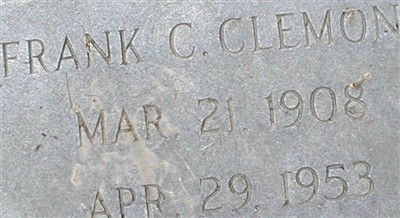 FRANK C. CLEMON
MAR. 21, 1908
APR. 29, 1953